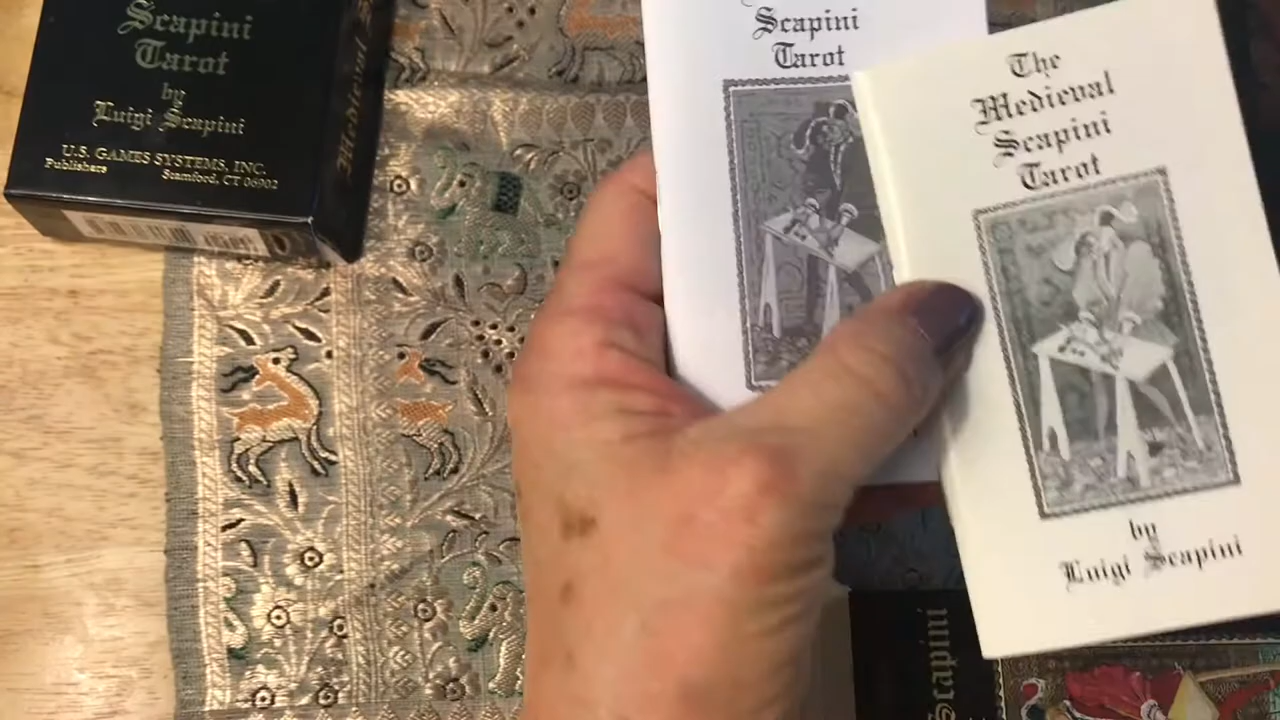 Scapini
Tarot
by
Luigi Scapini
U.S. GAMES SYSTEMS, INC.
Publishers
Stamford, CT 06902
Medieval
Scapini
Tarot
The
Medieval
Scapini
Tarot
by
Luigi Scapini
Scapini